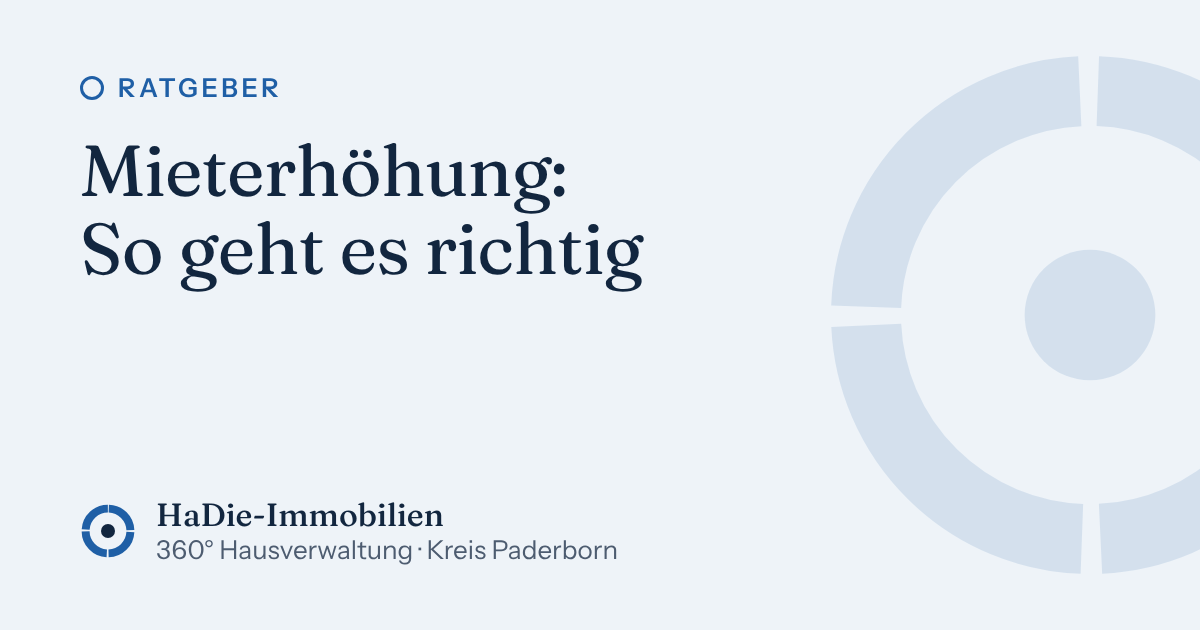 RATGEBER
Mieterhöhung:
So geht es richtig
HaDie-Immobilien
360° Hausverwaltung · Kreis Paderborn